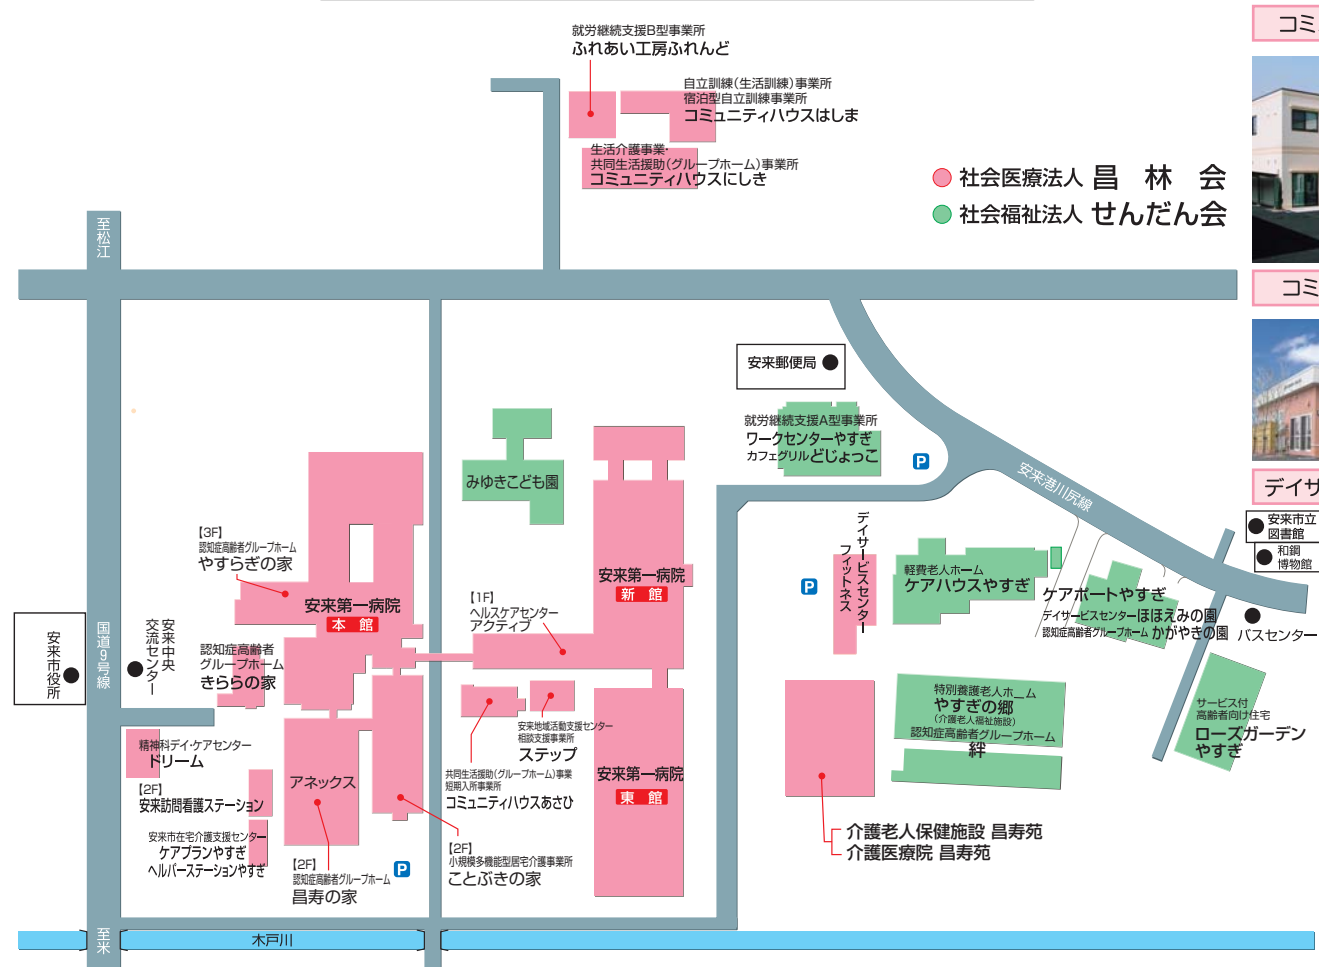 就労継続支援B型事業所
ふれあい工房ふれんど
自立訓練(生活訓練)事業所
宿泊型自立訓練事業所
コミュニティハウスはしま
生活介護事業・
共同生活援助(グループホーム)事業所
コミュニティハウスにしき
社会医療法人 昌 林 会
社会福祉法人 せんだん会
コミ
コミ
デイサ
至松江
安来郵便局
就労継続支援A型事業所
ワークセンターやすぎ
カフェグリルどじょっこ
P
安来港川尻線
安来市立
図書館
和鋼
博物館
バスセンター
みゆきこども園
【3F】
認知症高齢者グループホーム
やすらぎの家
安来第一病院
本 館
安来第一病院
新 館
【1F】
ヘルスケアセンター
アクティブ
デイサービスセンター
フィットネス
P
軽費老人ホーム
ケアハウスやすぎ
ケアポートやすぎ
デイサービスセンターほほえみの園
認知症高齢者グループホーム かがやきの園
安来市役所
国道9号線
安来中央
交流センター
認知症高齢者
グループホーム
きららの家
精神科デイ・ケアセンター
ドリーム
【2F】
安来訪問看護ステーション
安来市在宅介護支援センター
ケアプランやすぎ
ヘルパーステーションやすぎ
アネックス
【2F】
認知症高齢者グループホーム
昌寿の家
P
安来地域活動支援センター
相談支援事業所
ステップ
共同生活援助(グループホーム)事業
短期入所事業所
コミュニティハウスあさひ
【2F】
小規模多機能型居宅介護事業所
ことぶきの家
安来第一病院
東 館
特別養護老人ホーム
やすぎの郷
(介護老人福祉施設)
認知症高齢者グループホーム
絆
サービス付
高齢者向け住宅
ローズガーデン
やすぎ
介護老人保健施設 昌寿苑
介護医療院 昌寿苑
至米
木戸川